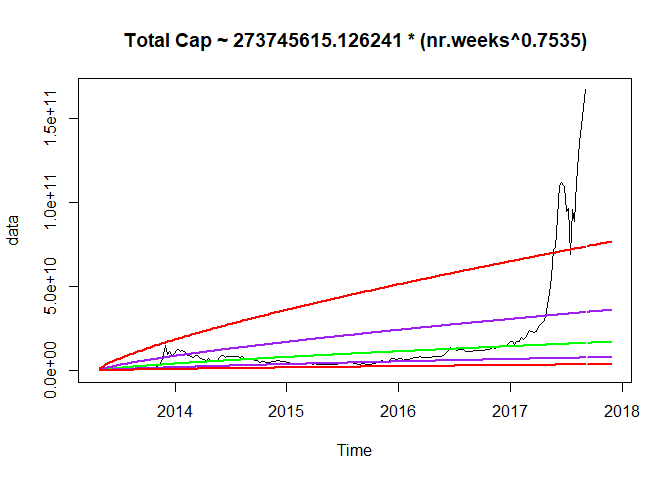 Total Cap ~ 273745615.126241 * (nr.weeks^0.7535)
data
1.5e+11
1.0e+11
5.0e+10
0.0e+00
2014 2015 2016 2017 2018
Time